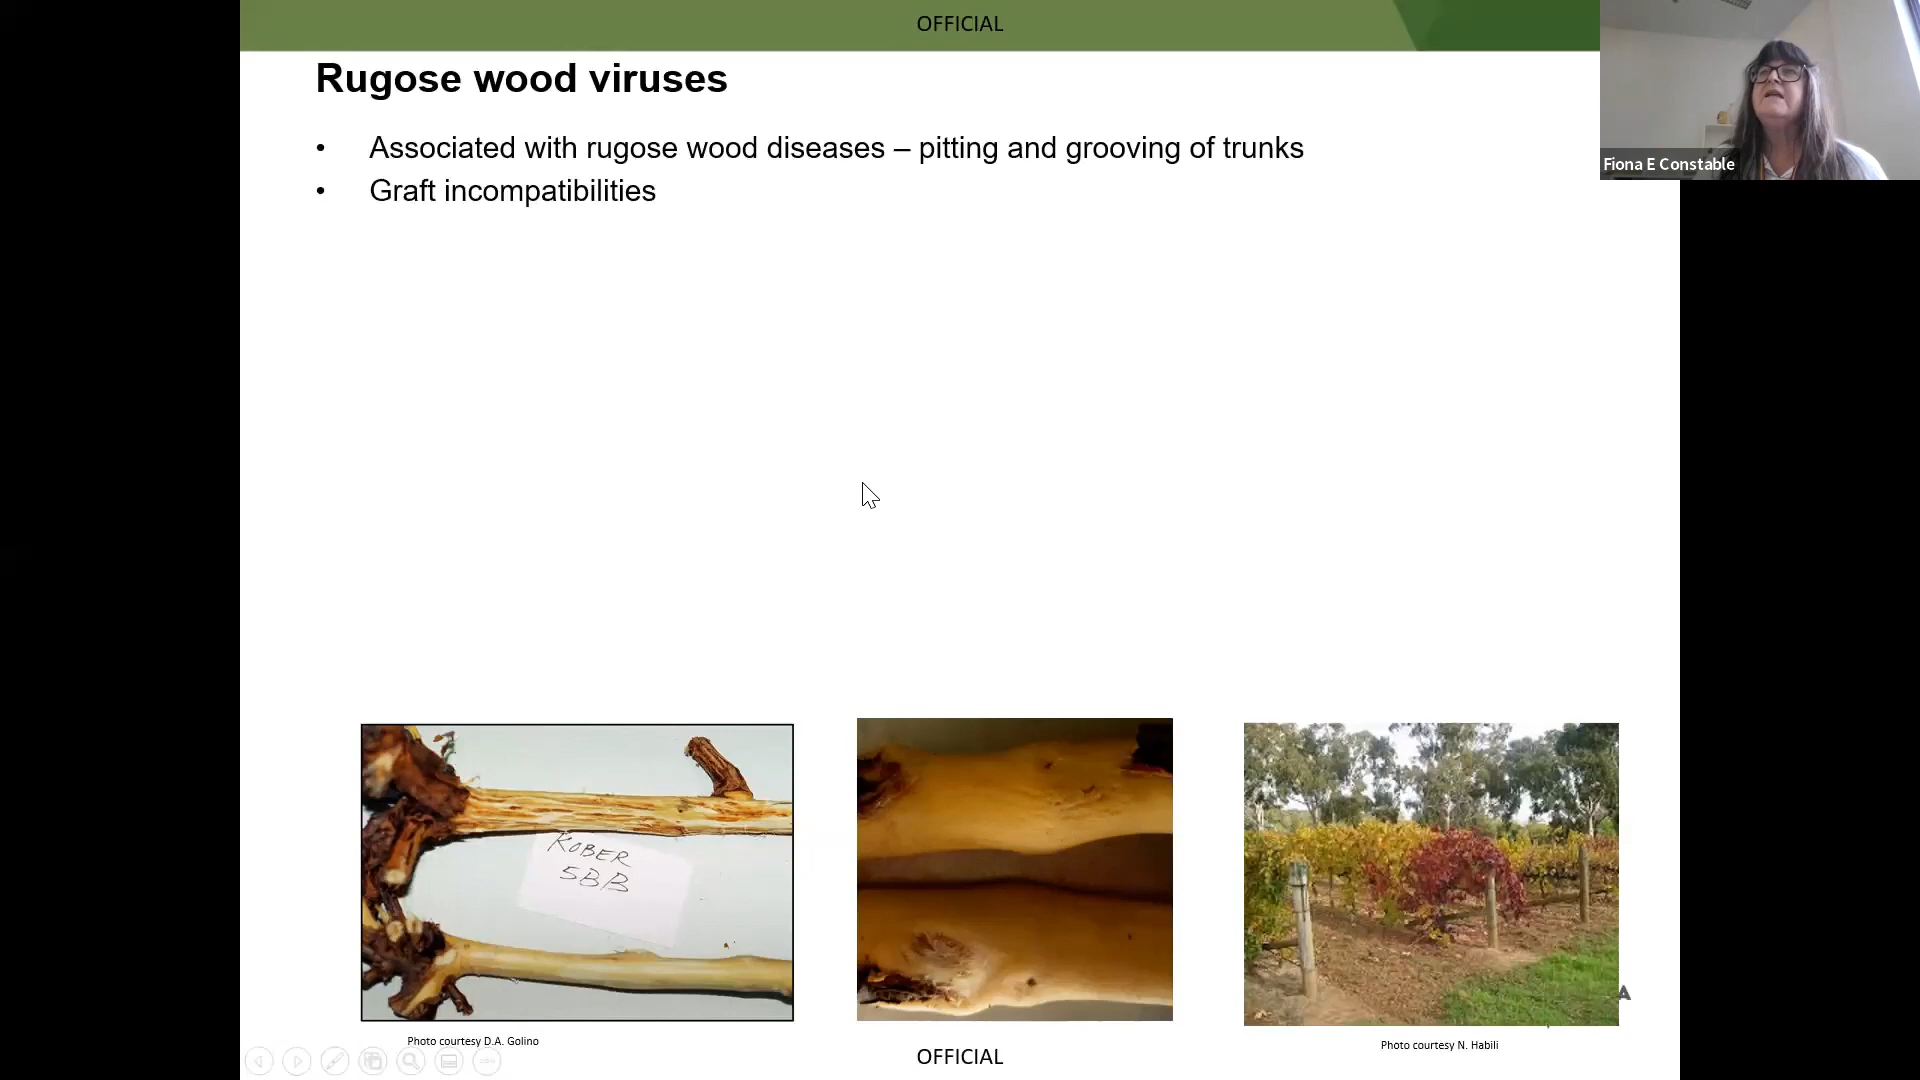 OFFICIAL
Rugose wood viruses
• Associated with rugose wood diseases – pitting and grooving of trunks
• Graft incompatibilities
Fiona E Constable
KOBER
5BB
A
Photo courtesy D.A. Golino
Photo courtesy N. Habili
OFFICIAL